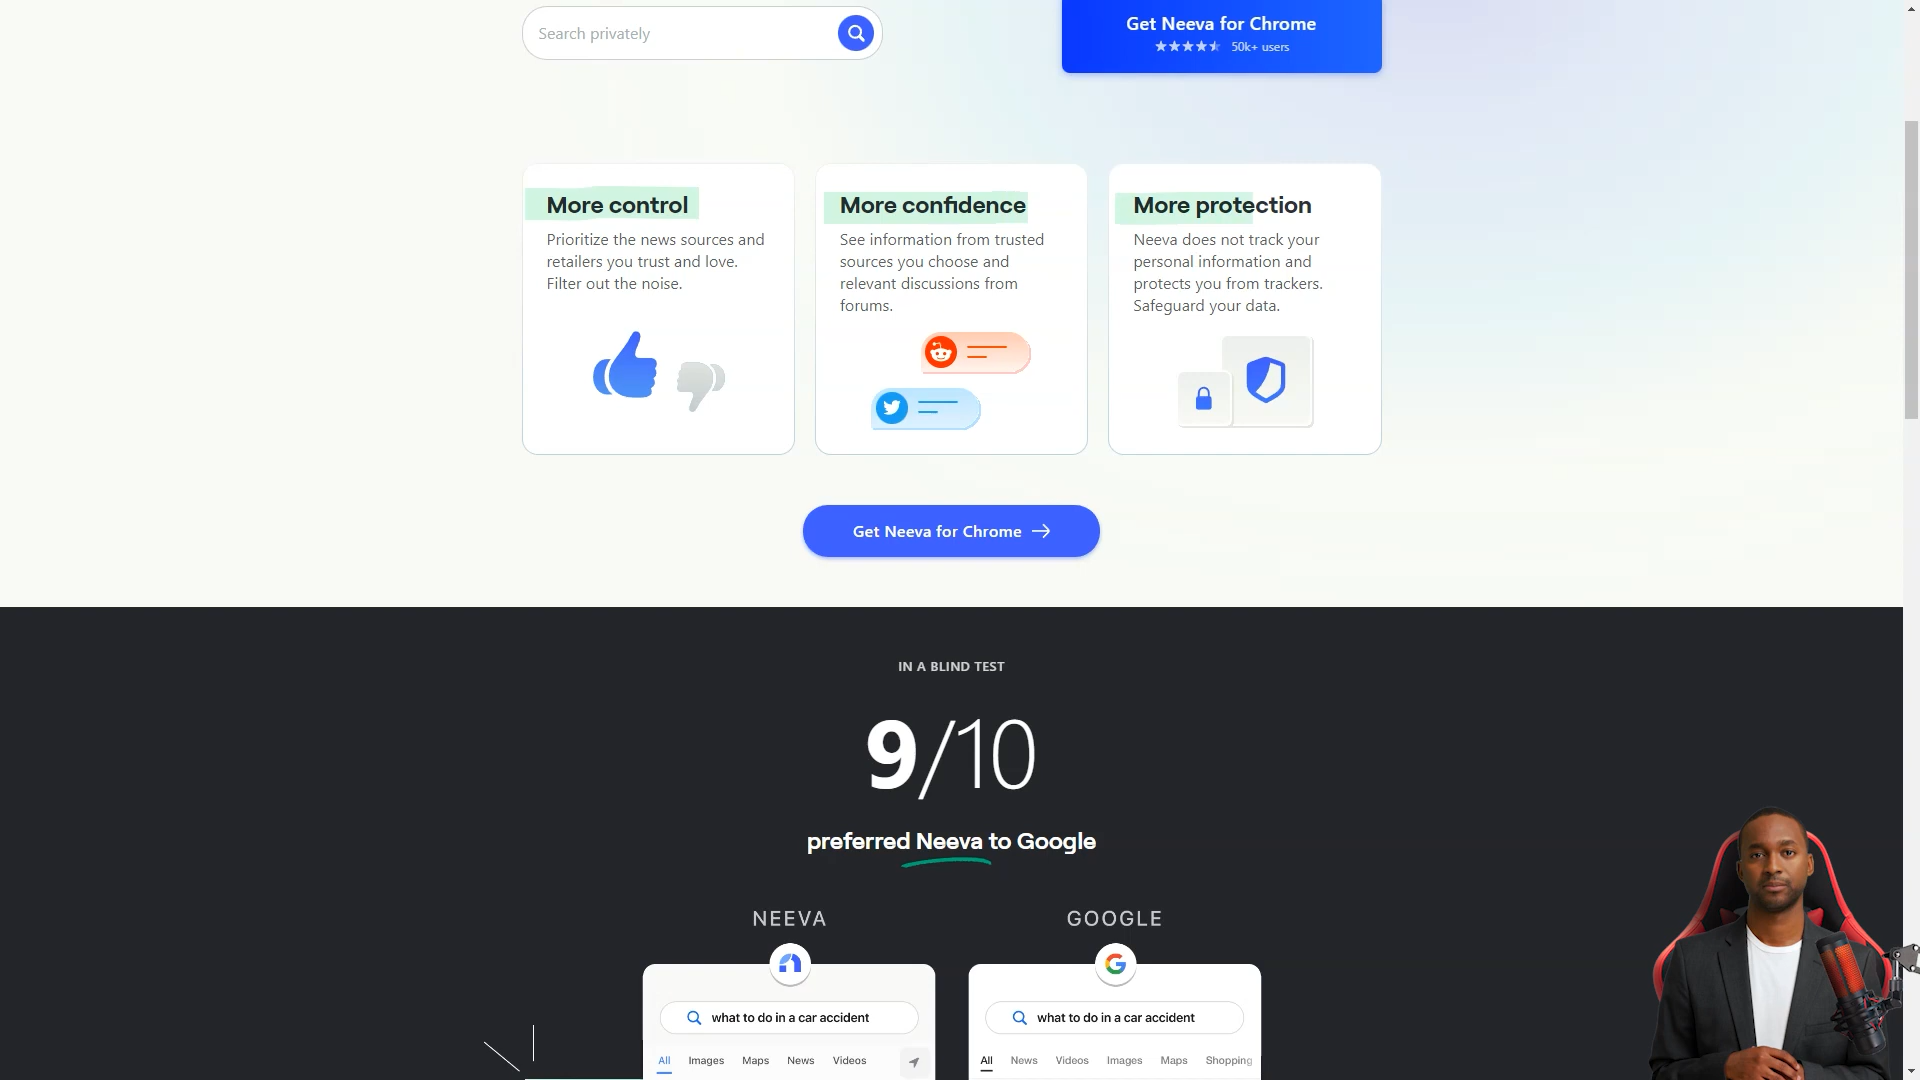 Search privately
Get Neeva for Chrome
50k+ users
More control
Prioritize the news sources and
retailers you trust and love.
Filter out the noise.
More confidence
See information from trusted
sources you choose and
relevant discussions from
forums.
More protection
Neeva does not track your
personal information and
protects you from trackers.
Safeguard your data.
Get Neeva for Chrome
IN A BLIND TEST
9/10
preferred Neeva to Google
NEEVA
what to do in a car accident
All Images Maps News Videos
GOOGLE
what to do in a car accident
All News Videos Images Maps Shopping